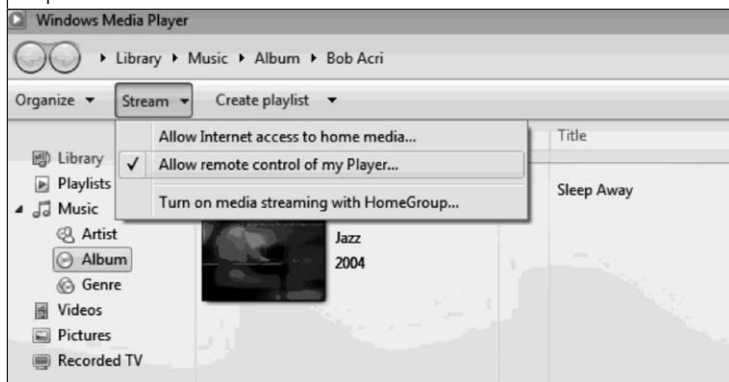 Windows Media Player
Library ▸ Music ▸ Album ▸ Bob Acri
Organize ▾ Stream ▾ Create playlist ▾
Allow Internet access to home media...
✓ Allow remote control of my Player...
Turn on media streaming with HomeGroup...
Title
Library
Playlists
Music
Artist
Album
Genre
Videos
Pictures
Recorded TV
Jazz
2004
Sleep Away